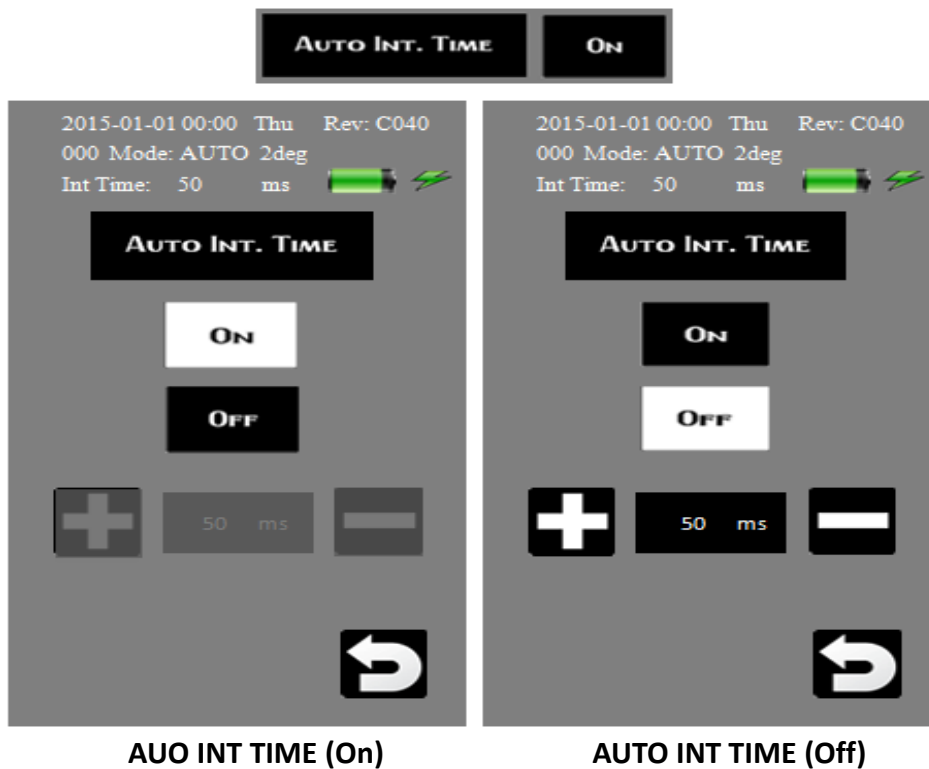 AUTO INT. TIME ON
2015-01-01 00:00 Thu Rev: C040
000 Mode: AUTO 2deg
Int Time: 50 ms
AUTO INT. TIME
ON
OFF
50 ms
AUO INT TIME (On)
2015-01-01 00:00 Thu Rev: C040
000 Mode: AUTO 2deg
Int Time: 50 ms
AUTO INT. TIME
ON
OFF
50 ms
AUTO INT TIME (Off)